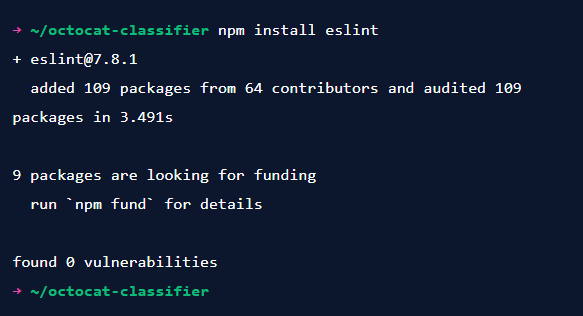 → ~/octocat-classifier npm install eslint
+ eslint@7.8.1
added 109 packages from 64 contributors and audited 109
packages in 3.491s
9 packages are looking for funding
run `npm fund` for details
found 0 vulnerabilities
→ ~/octocat-classifier